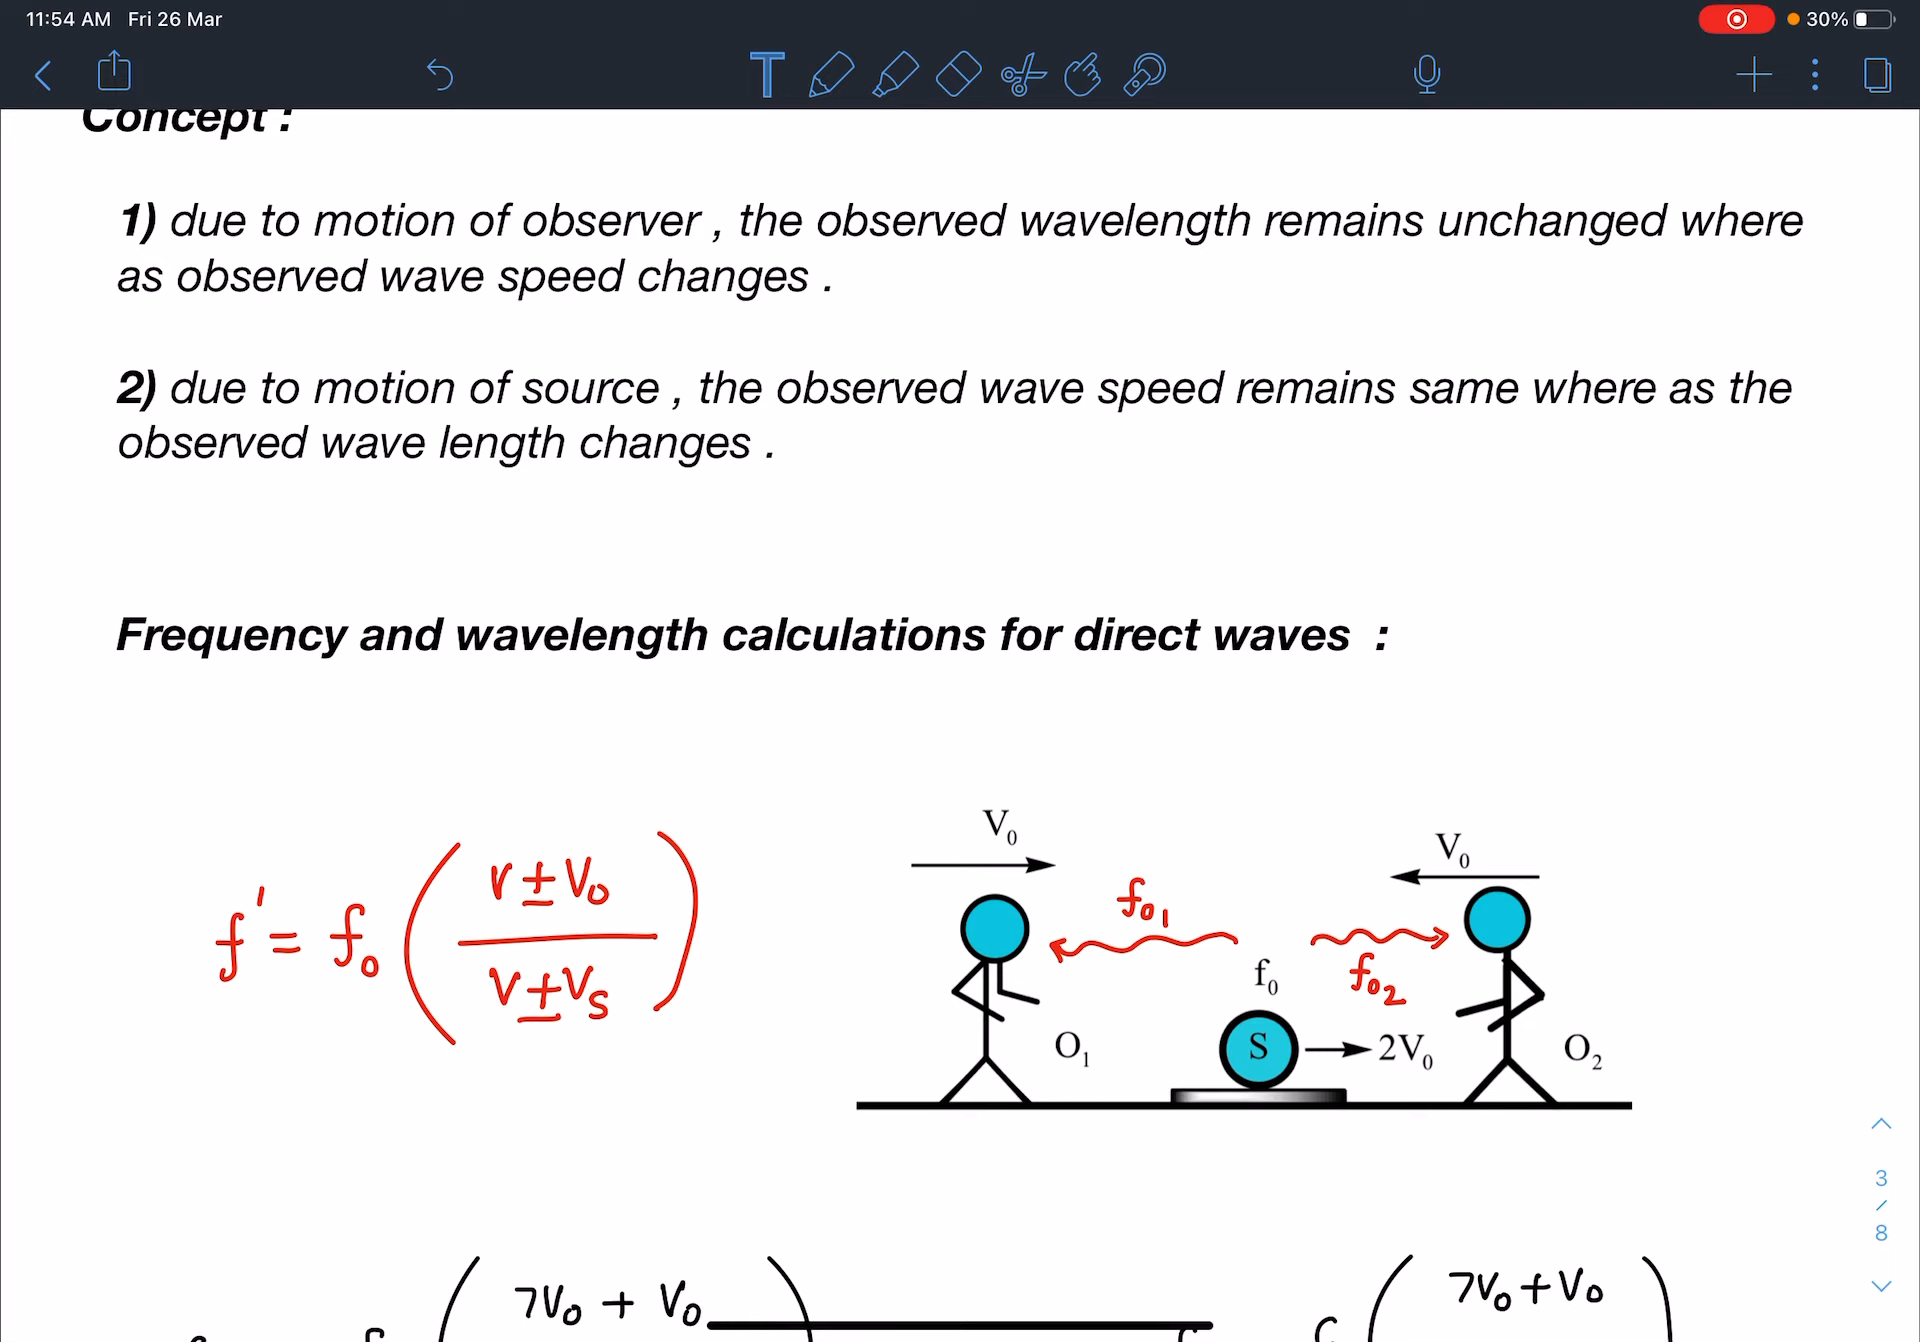 11:54 AM Fri 26 Mar
30%
T
Concept :
1) due to motion of observer , the observed wavelength remains unchanged where
as observed wave speed changes .
2) due to motion of source , the observed wave speed remains same where as the
observed wave length changes .
Frequency and wavelength calculations for direct waves :
V₀
V₀
f' = f₀ ( v ± V₀ / v ± Vs )
f₀₁
f₀
f₀₂
S
2V₀
O₁
O₂
3
/
8
7V₀ + V₀
7V₀ + V₀